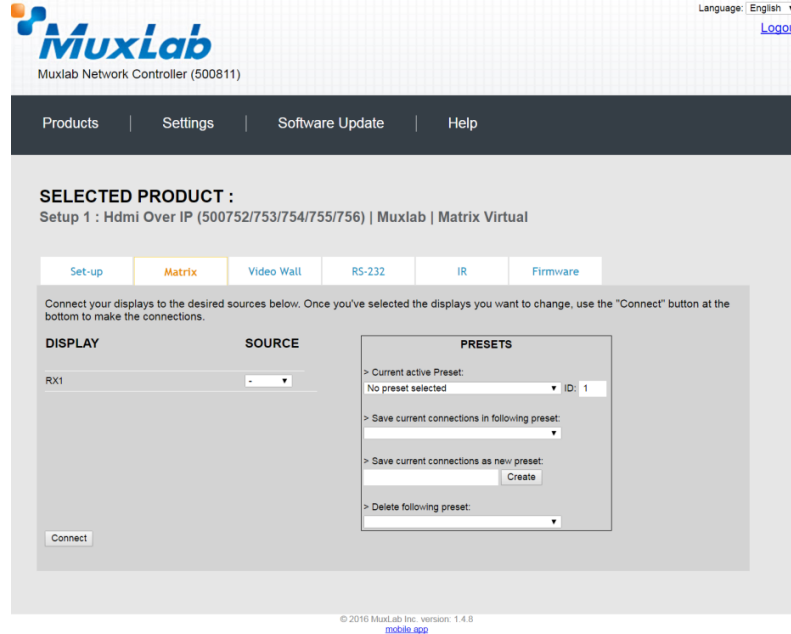 Language: English
Logou
MuxLab
Muxlab Network Controller (500811)
Products | Settings | Software Update | Help
SELECTED PRODUCT :
Setup 1 : Hdmi Over IP (500752/753/754/755/756) | Muxlab | Matrix Virtual
Set-up Matrix Video Wall RS-232 IR Firmware
Connect your displays to the desired sources below. Once you've selected the displays you want to change, use the "Connect" button at the
bottom to make the connections.
DISPLAY SOURCE PRESETS
> Current active Preset:
RX1 - No preset selected ID: 1
> Save current connections in following preset:
> Save current connections as new preset:
Create
> Delete following preset:
Connect
© 2016 MuxLab Inc. version: 1.4.8
mobile app